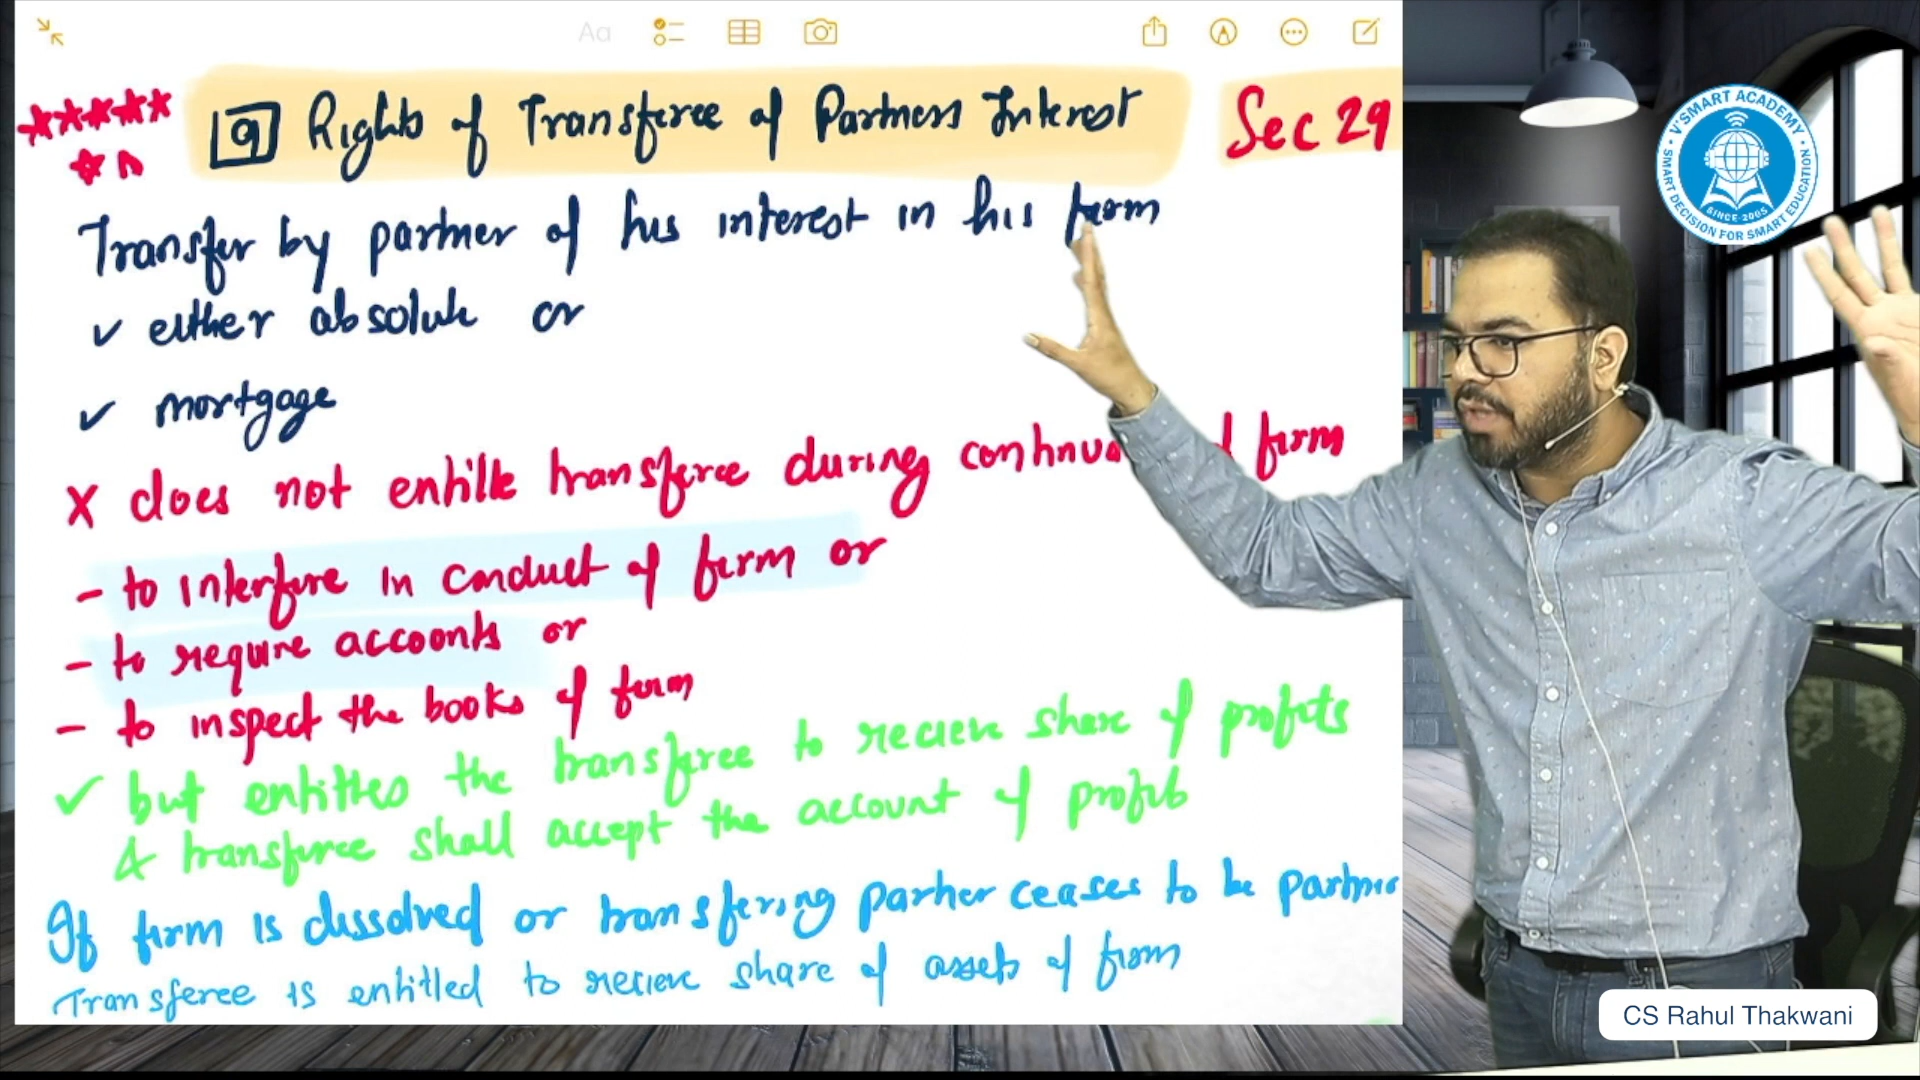 Aa
9 Rights of Transferee of Partners Interest Sec 29
Transfer by partner of his interest in his firm
✓ either absolute or
✓ mortgage
X does not entitle transferee during of firm
- to interfere in conduct of firm or
- to require accounts or
- to inspect the books of firm
✓ but entitles the transferee to recieve share of profits
& transferee shall accept the account of profits
If firm is dissolved or transfering partner ceases to be partner
Transferee is entitled to recieve share of assets of firm
V'SMART ACADEMY
SINCE-2005
SMART DECISION FOR SMART EDUCATION
CS Rahul Thakwani